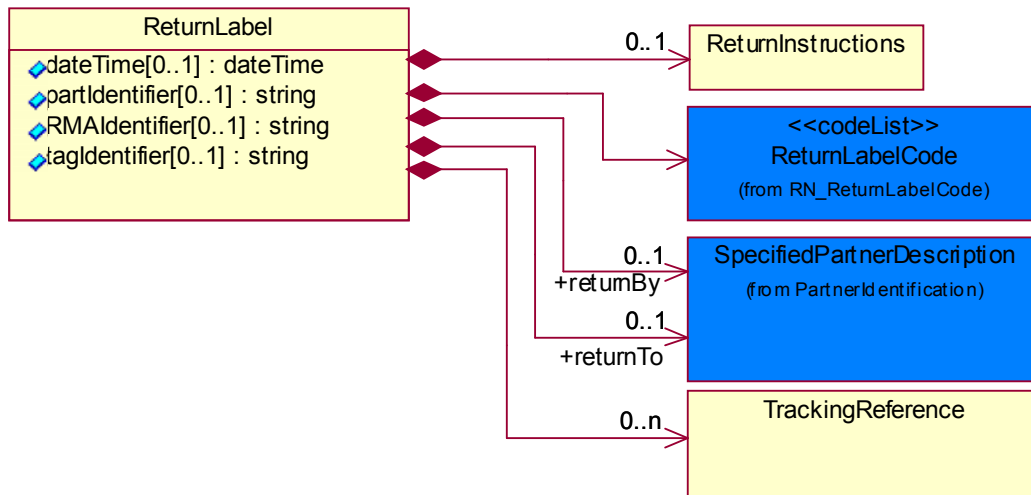 ReturnLabel
dateTime[0..1] : dateTime
partIdentifier[0..1] : string
RMAIdentifier[0..1] : string
tagIdentifier[0..1] : string
0..1
ReturnInstructions
<<codeList>>
ReturnLabelCode
(from RN_ReturnLabelCode)
0..1
+returnBy
SpecifiedPartnerDescription
(from PartnerIdentification)
0..1
+returnTo
0..n
TrackingReference